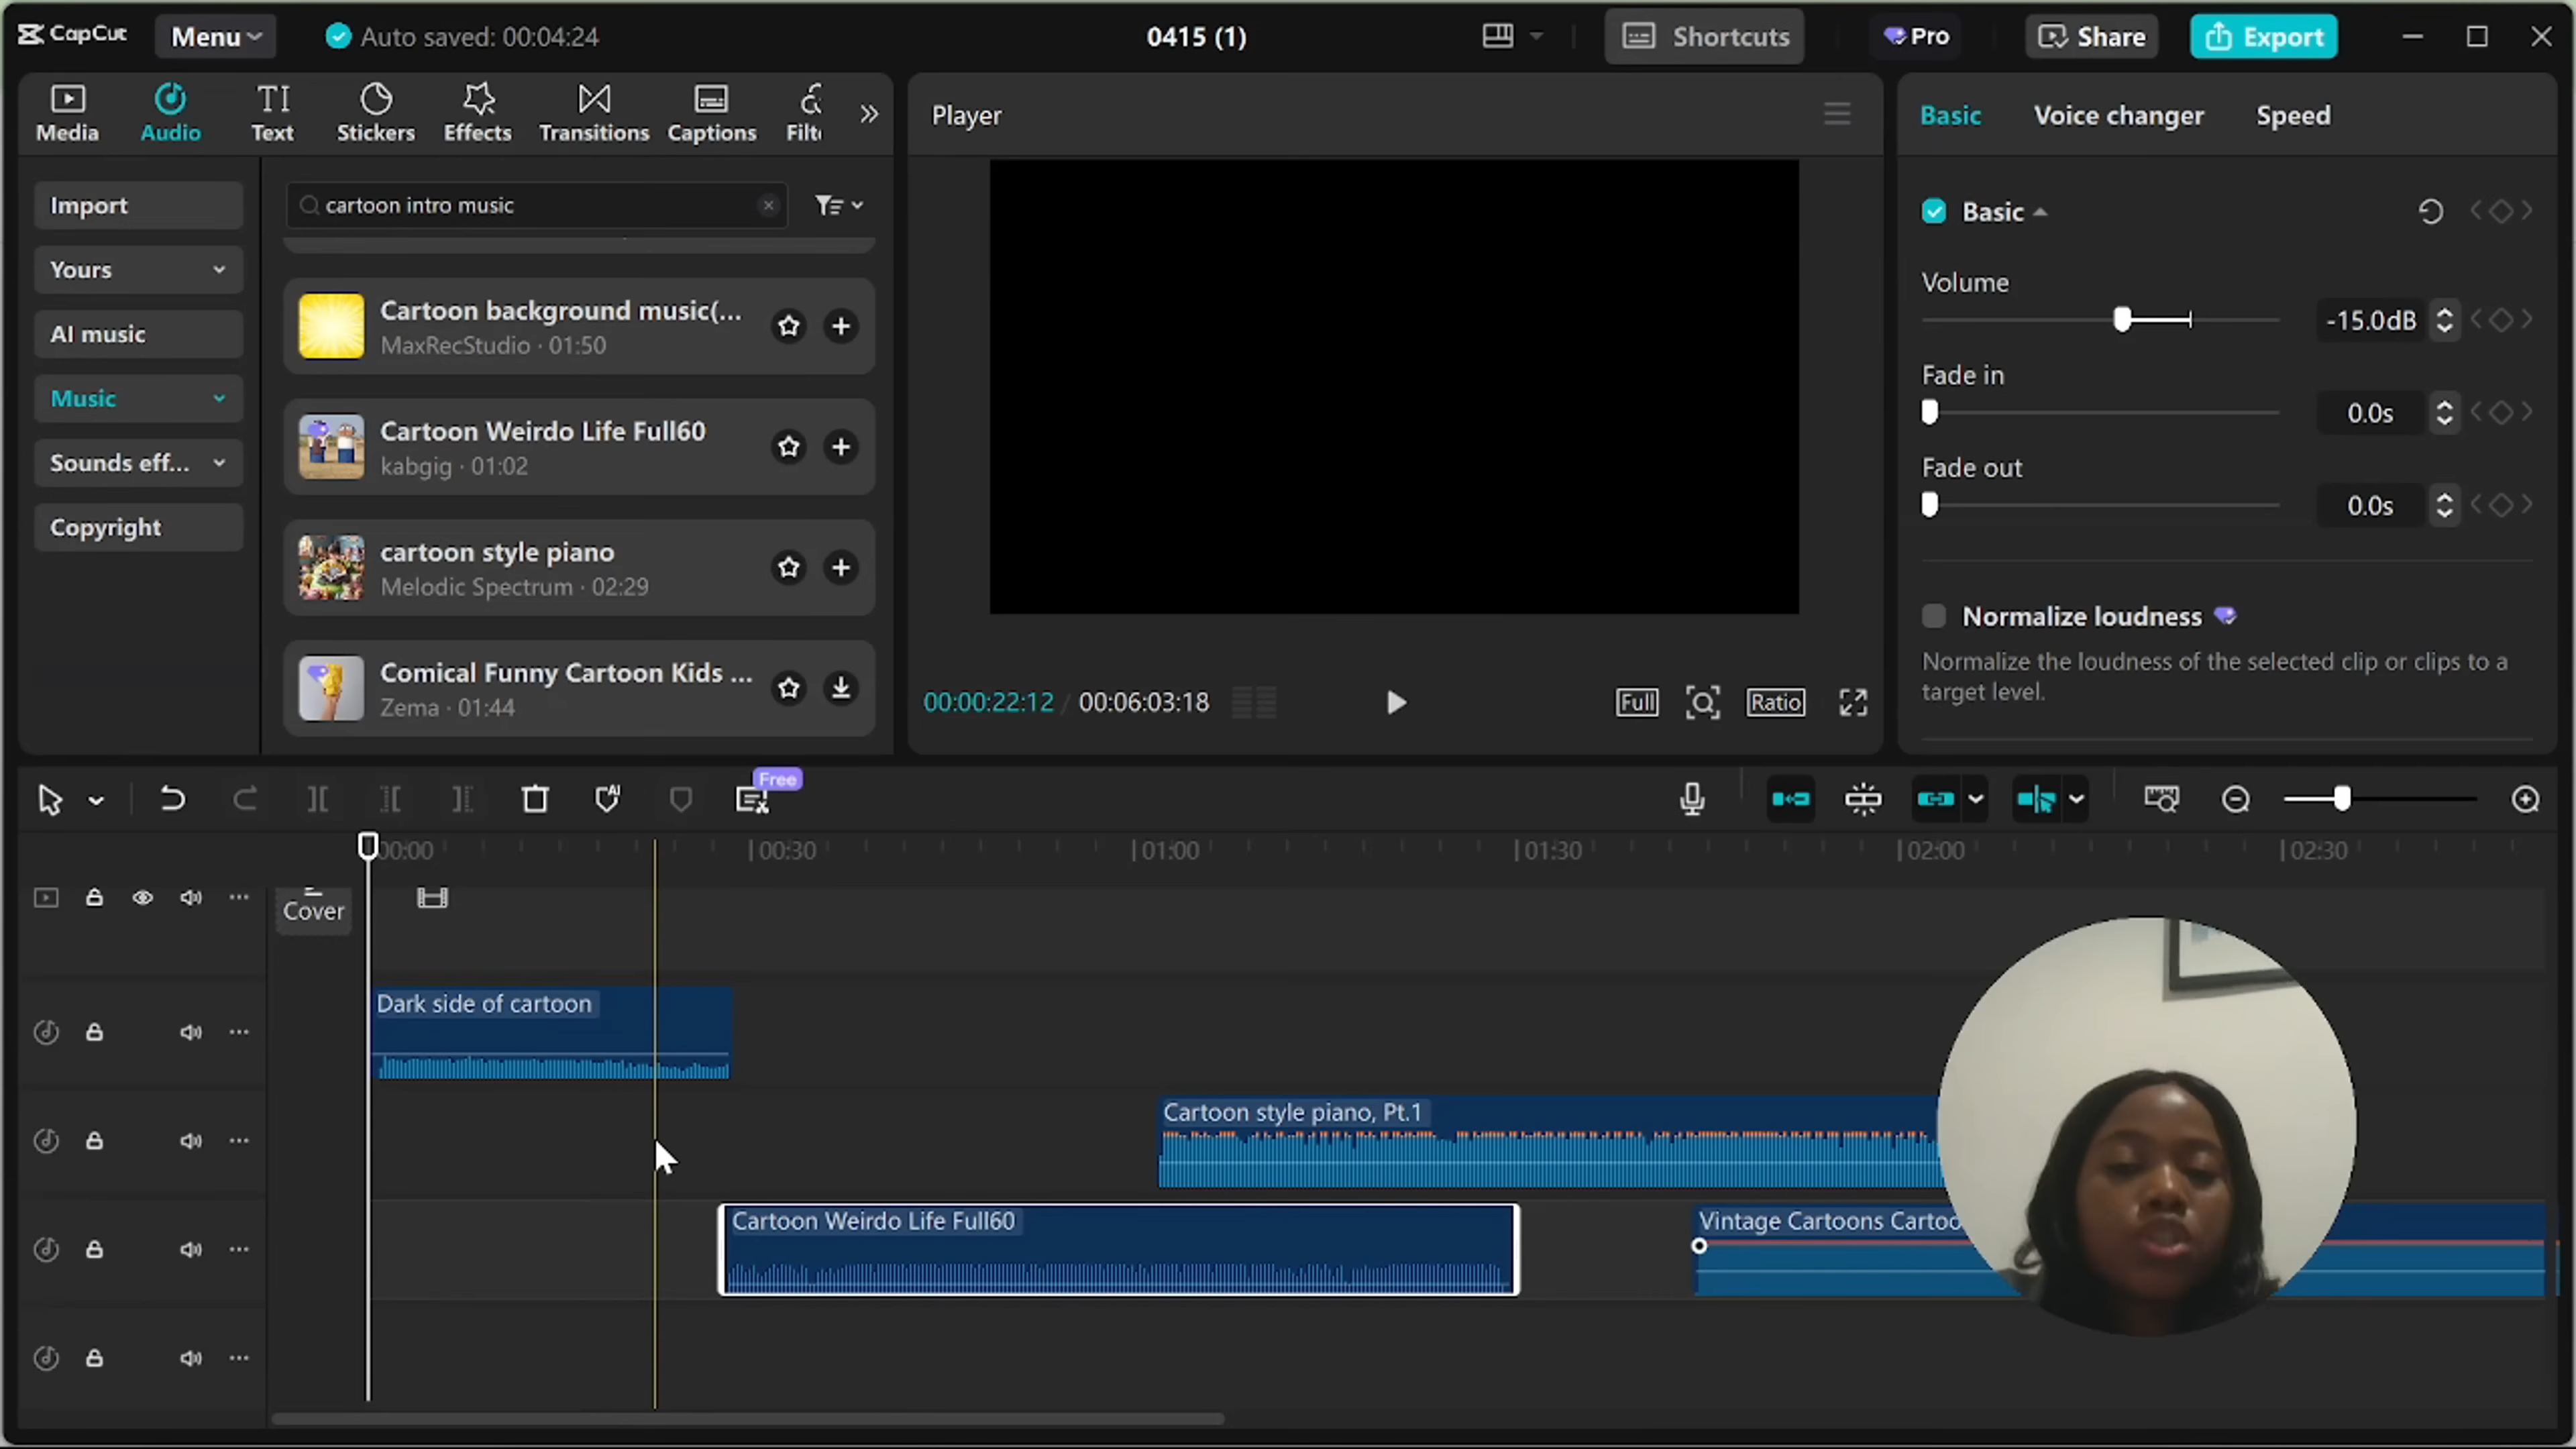 CapCut
Menu
Auto saved: 00:04:24
0415 (1)
Shortcuts
Pro
Share
Export
Media
Audio
TI
Text
Stickers
Effects
Transitions
Captions
Filt
Import
Yours
AI music
Music
Sounds eff...
Copyright
cartoon intro music
Cartoon background music(...
MaxRecStudio · 01:50
Cartoon Weirdo Life Full60
kabgig · 01:02
cartoon style piano
Melodic Spectrum · 02:29
Comical Funny Cartoon Kids ...
Zema · 01:44
Player
00:00:22:12 / 00:06:03:18
Full
Ratio
Basic
Voice changer
Speed
Basic
Volume
-15.0dB
Fade in
0.0s
Fade out
0.0s
Normalize loudness
Normalize the loudness of the selected clip or clips to a
target level.
Free
AI
00:00
00:30
01:00
01:30
02:00
02:30
Cover
Dark side of cartoon
Cartoon style piano, Pt.1
Cartoon Weirdo Life Full60
Vintage Cartoons Cartoo